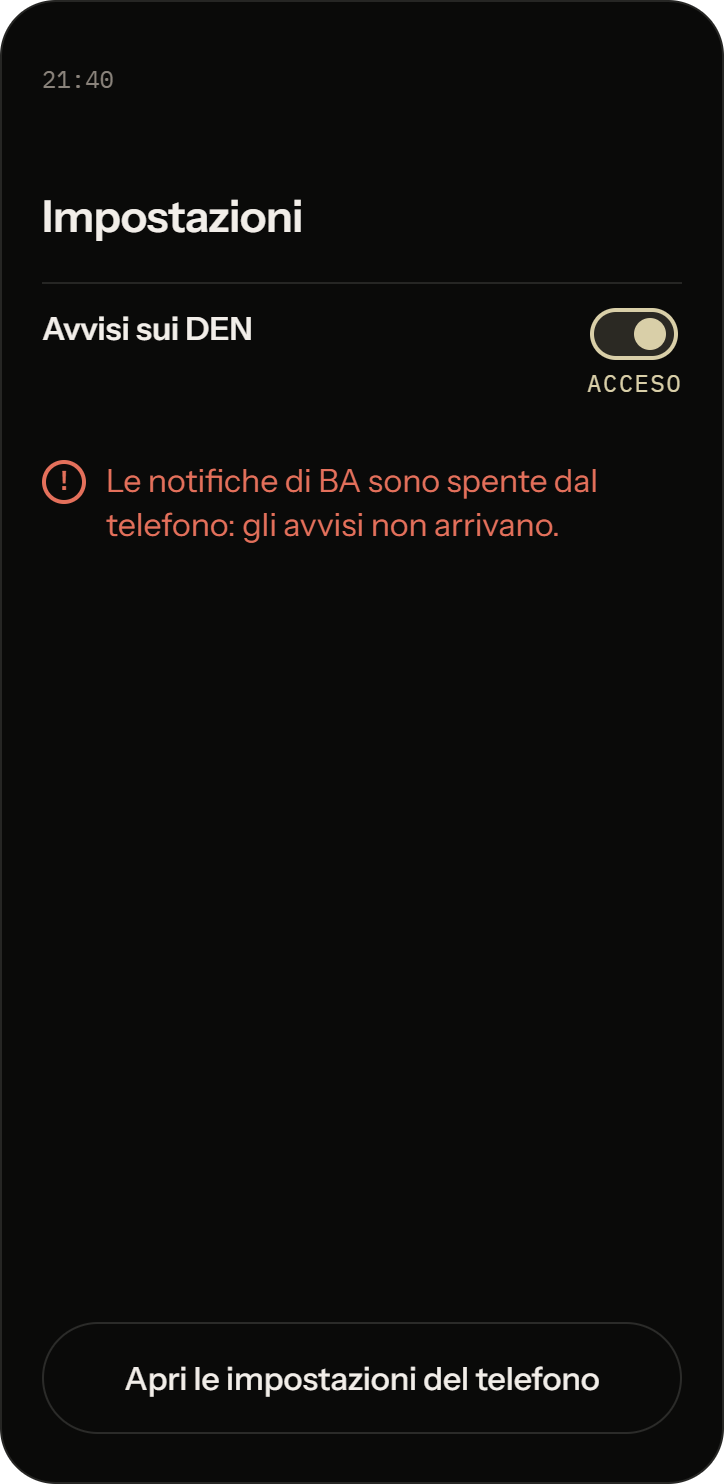 21:40
Impostazioni
Avvisi sui DEN
ACCESO
! Le notifiche di BA sono spente dal
telefono: gli avvisi non arrivano.
Apri le impostazioni del telefono